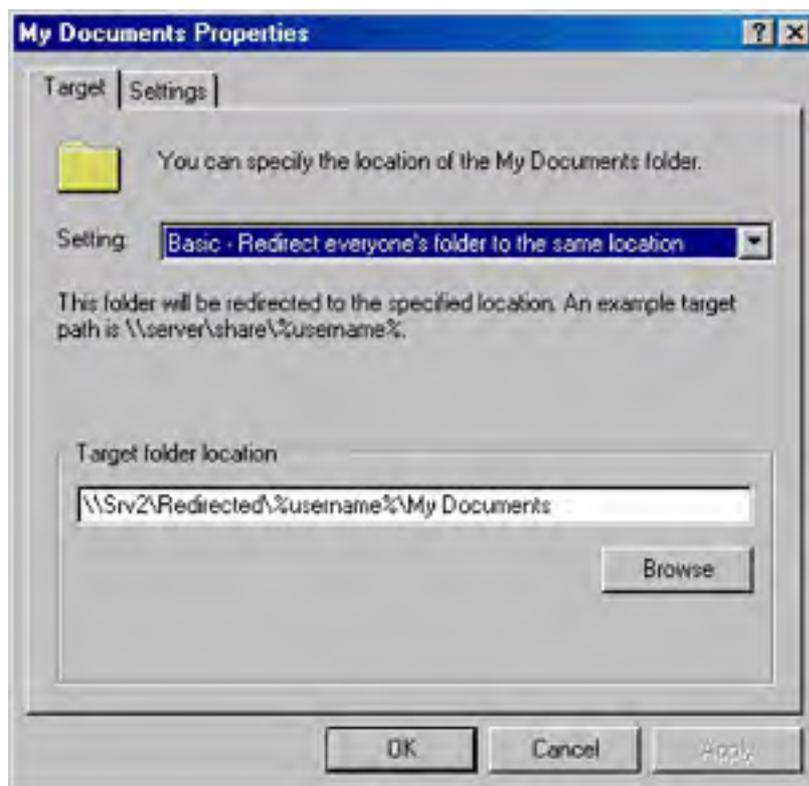 My Documents Properties
Target
Settings
You can specify the location of the My Documents folder.
Setting:
Basic - Redirect everyone's folder to the same location
This folder will be redirected to the specified location. An example target
path is \\server\share\%username%.
Target folder location
\\Srv2\Redirected\%username%\My Documents
Browse
OK
Cancel
Apply